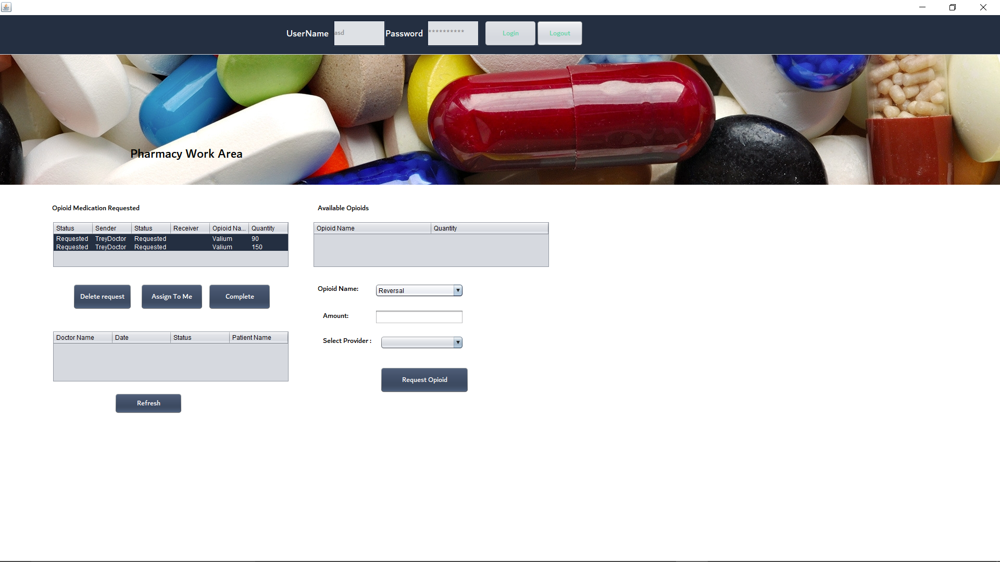 UserName asd Password ********** Login Logout
Pharmacy Work Area
Opioid Medication Requested
Status Sender Status Receiver Opioid Na... Quantity
Requested TreyDoctor Requested Valium 90
Requested TreyDoctor Requested Valium 150
Delete request Assign To Me Complete
Doctor Name Date Status Patient Name
Refresh
Available Opioids
Opioid Name Quantity
Opioid Name: Reversal
Amount:
Select Provider :
Request Opioid